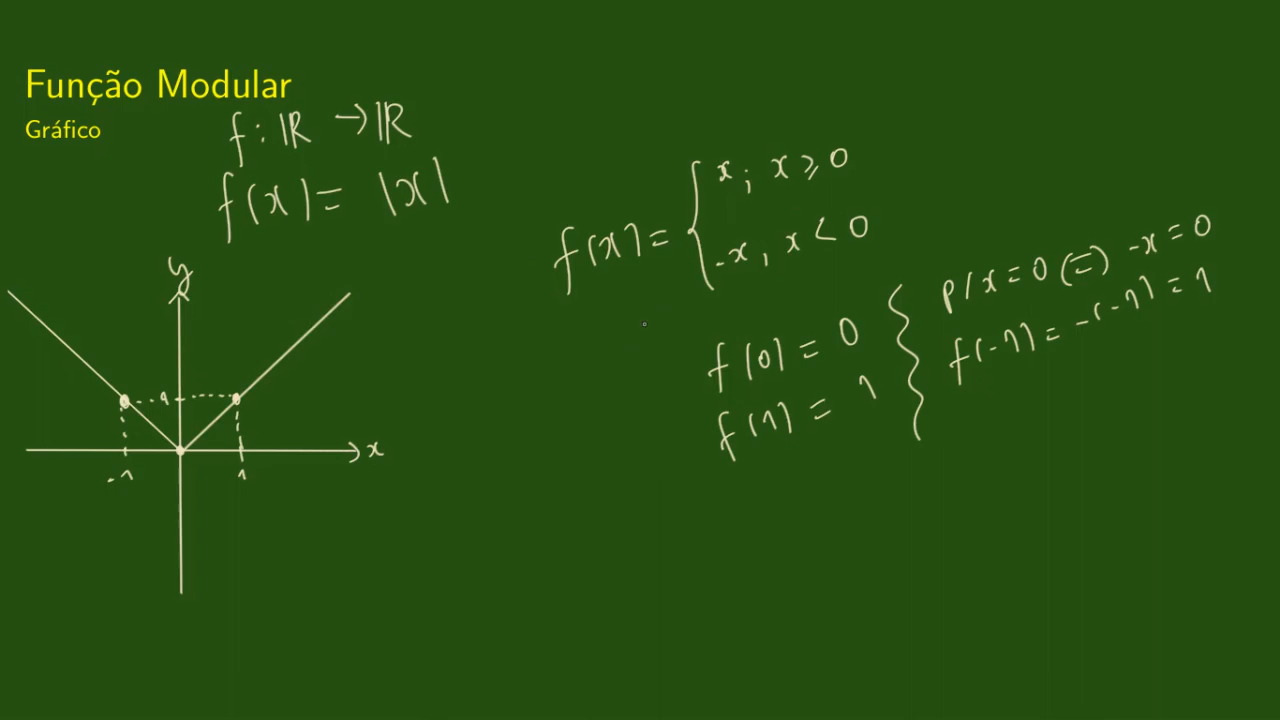 Função Modular
Gráfico
f: ℝ → ℝ
f(x) = |x|
f(x) = { x; x ⩾ 0
-x, x < 0
f(0) = 0
f(1) = 1
p/ x = 0 (=) -x = 0
f(-1) = -(-1) = 1
y
1
x
-1
1